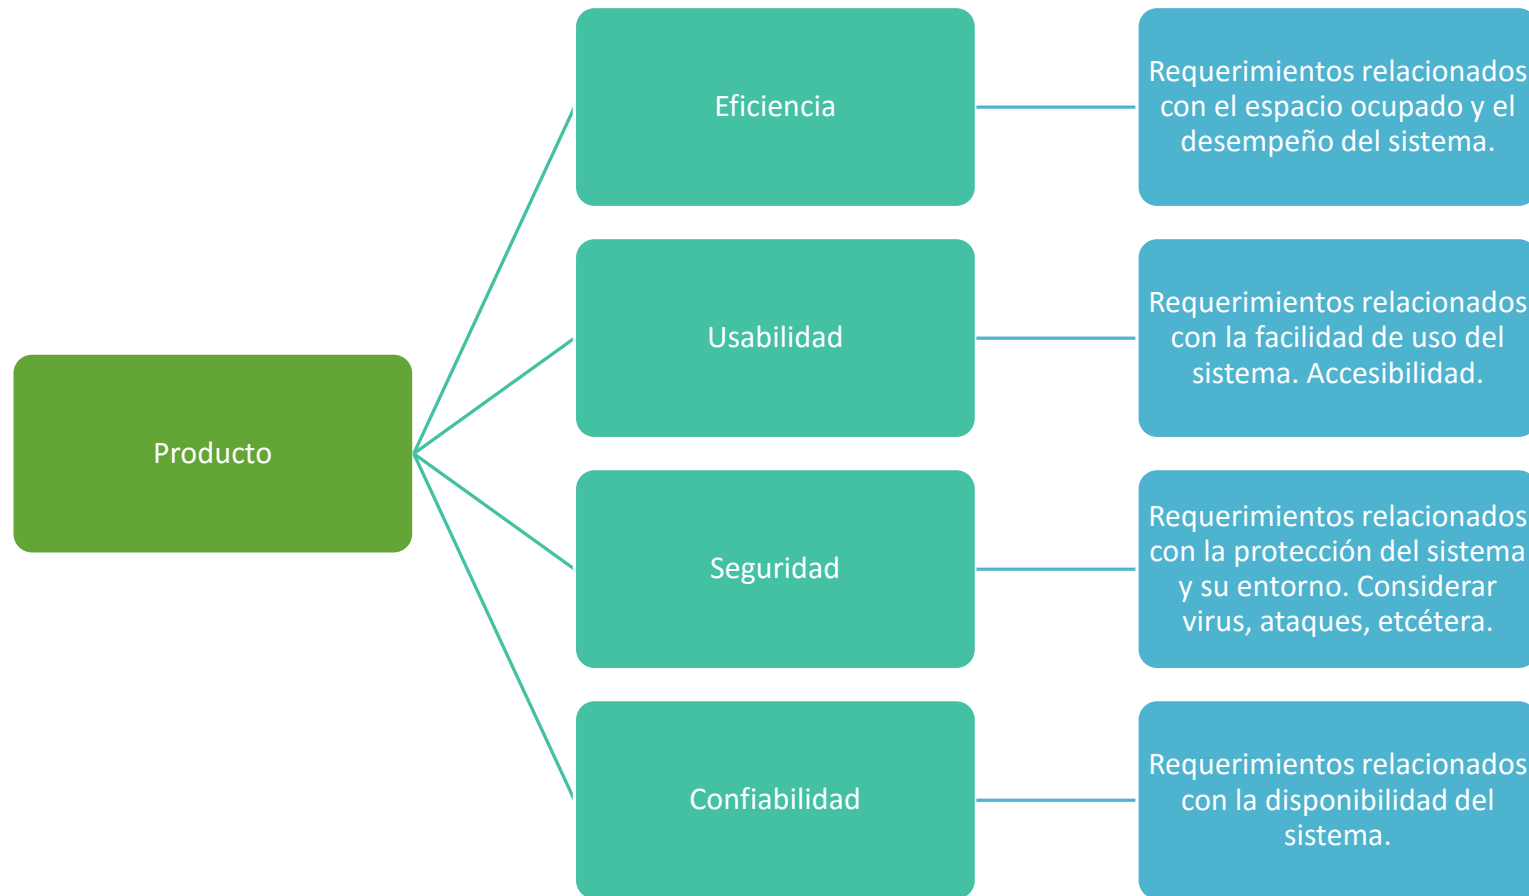 Producto
Eficiencia
Requerimientos relacionados
con el espacio ocupado y el
desempeño del sistema.
Usabilidad
Requerimientos relacionados
con la facilidad de uso del
sistema. Accesibilidad.
Seguridad
Requerimientos relacionados
con la protección del sistema
y su entorno. Considerar
virus, ataques, etcétera.
Confiabilidad
Requerimientos relacionados
con la disponibilidad del
sistema.